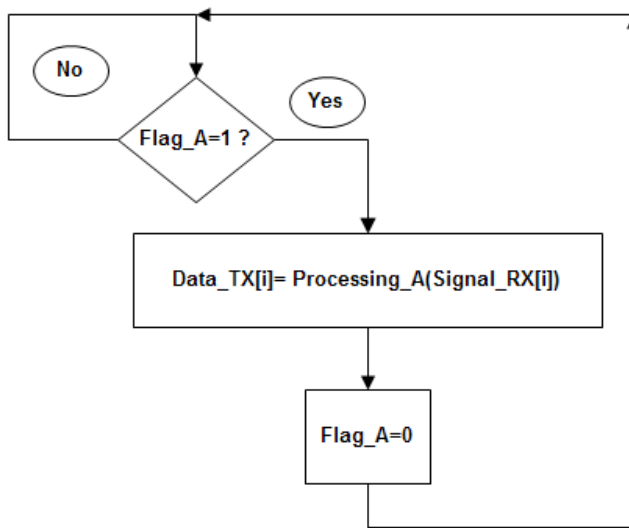 No
Yes
Flag_A=1 ?
Data_TX[i]= Processing_A(Signal_RX[i])
Flag_A=0